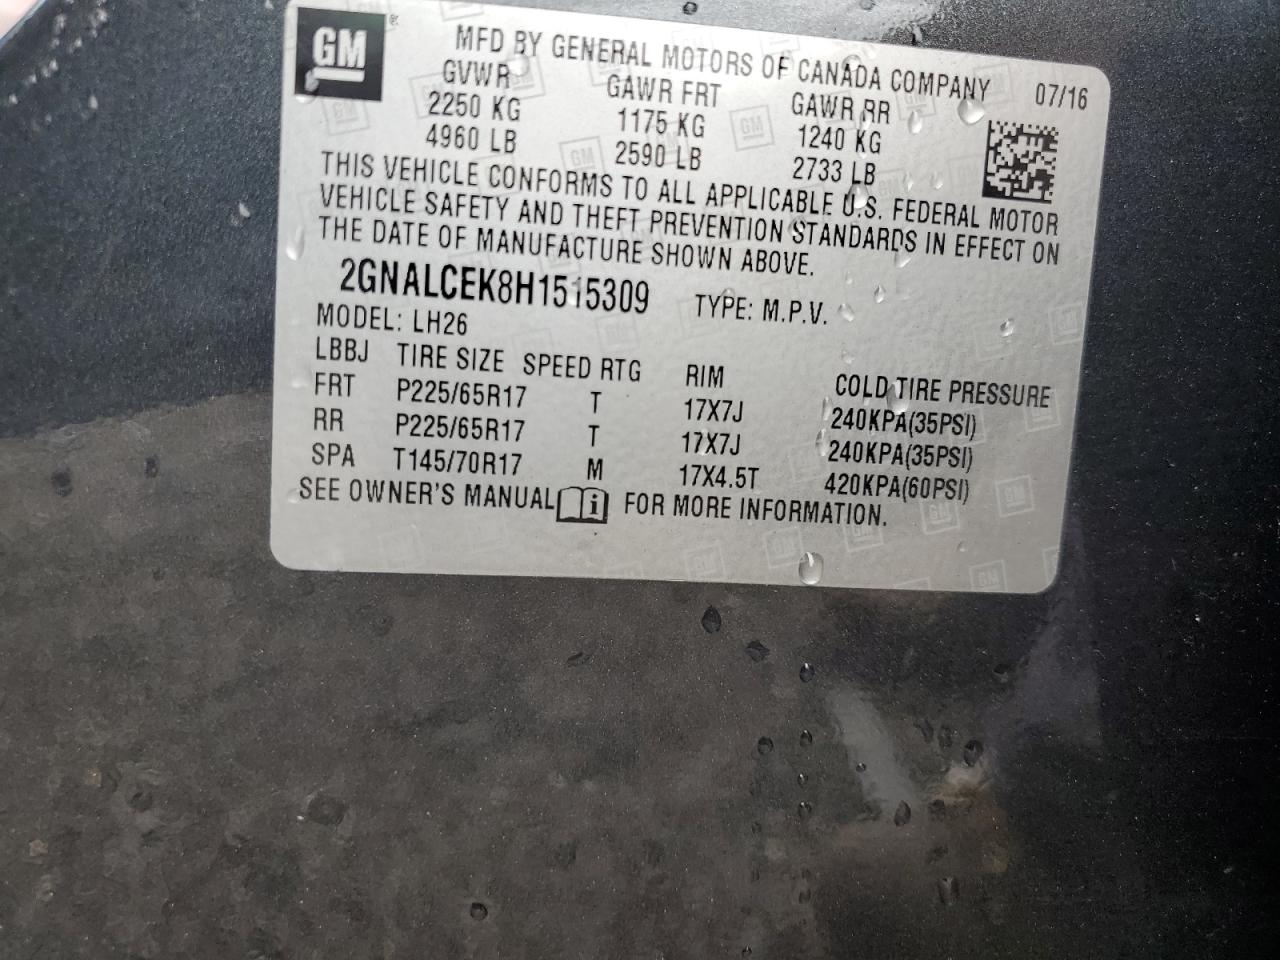 GM
MFD BY GENERAL MOTORS OF CANADA COMPANY 07/16
GVWR GAWR FRT GAWR RR
2250 KG 1175 KG 1240 KG
4960 LB 2590 LB 2733 LB
THIS VEHICLE CONFORMS TO ALL APPLICABLE U.S. FEDERAL MOTOR
VEHICLE SAFETY AND THEFT PREVENTION STANDARDS IN EFFECT ON
THE DATE OF MANUFACTURE SHOWN ABOVE.
2GNALCEK8H1515309 TYPE: M.P.V.
MODEL: LH26
LBBJ TIRE SIZE SPEED RTG RIM COLD TIRE PRESSURE
FRT P225/65R17 T 17X7J 240KPA(35PSI)
RR P225/65R17 T 17X7J 240KPA(35PSI)
SPA T145/70R17 M 17X4.5T 420KPA(60PSI)
SEE OWNER'S MANUAL i FOR MORE INFORMATION.